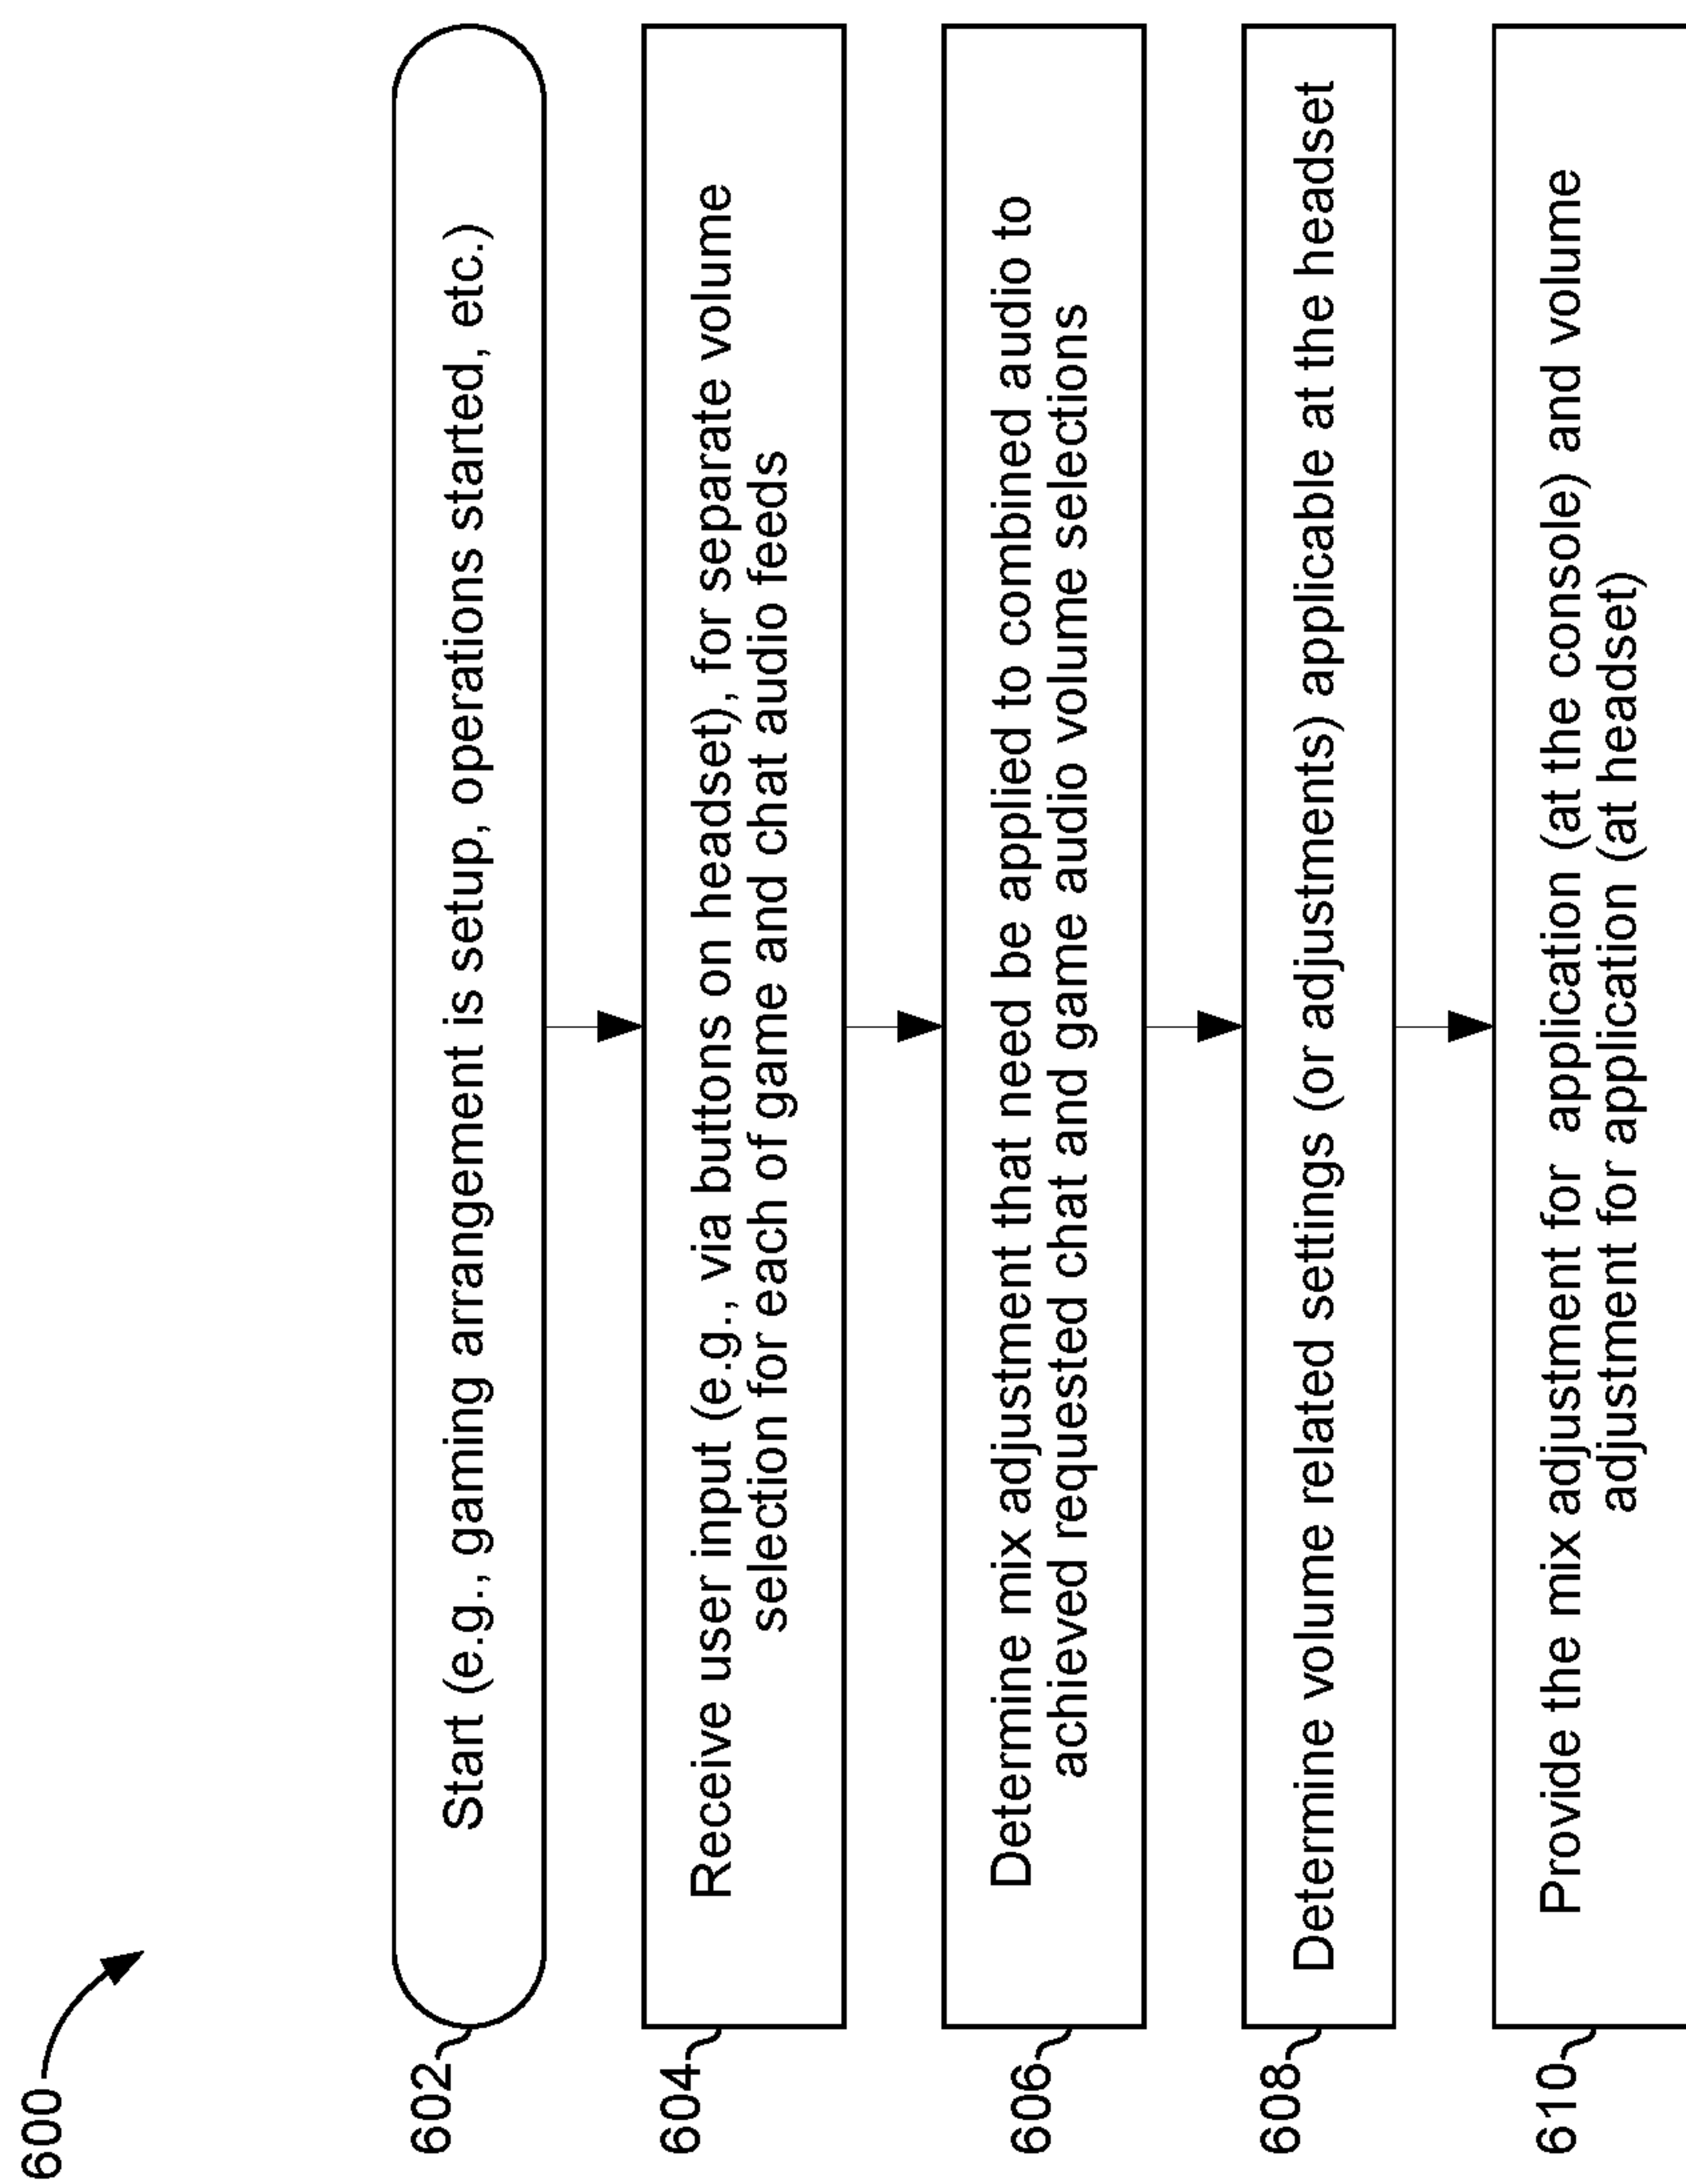 600
602
Start (e.g., gaming arrangement is setup, operations started, etc.)
604
Receive user input (e.g., via buttons on headset), for separate volume
selection for each of game and chat audio feeds
606
Determine mix adjustment that need be applied to combined audio to
achieved requested chat and game audio volume selections
608
Determine volume related settings (or adjustments) applicable at the headset
610
Provide the mix adjustment for application (at the console) and volume
adjustment for application (at headset)